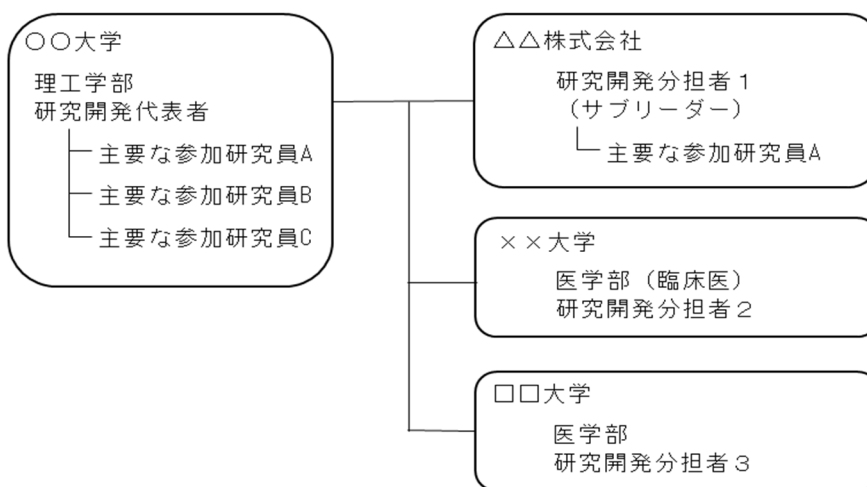 ○○大学
理工学部
研究開発代表者
主要な参加研究員A
主要な参加研究員B
主要な参加研究員C
△△株式会社
研究開発分担者１
（サブリーダー）
主要な参加研究員A
××大学
医学部（臨床医）
研究開発分担者２
□□大学
医学部
研究開発分担者３